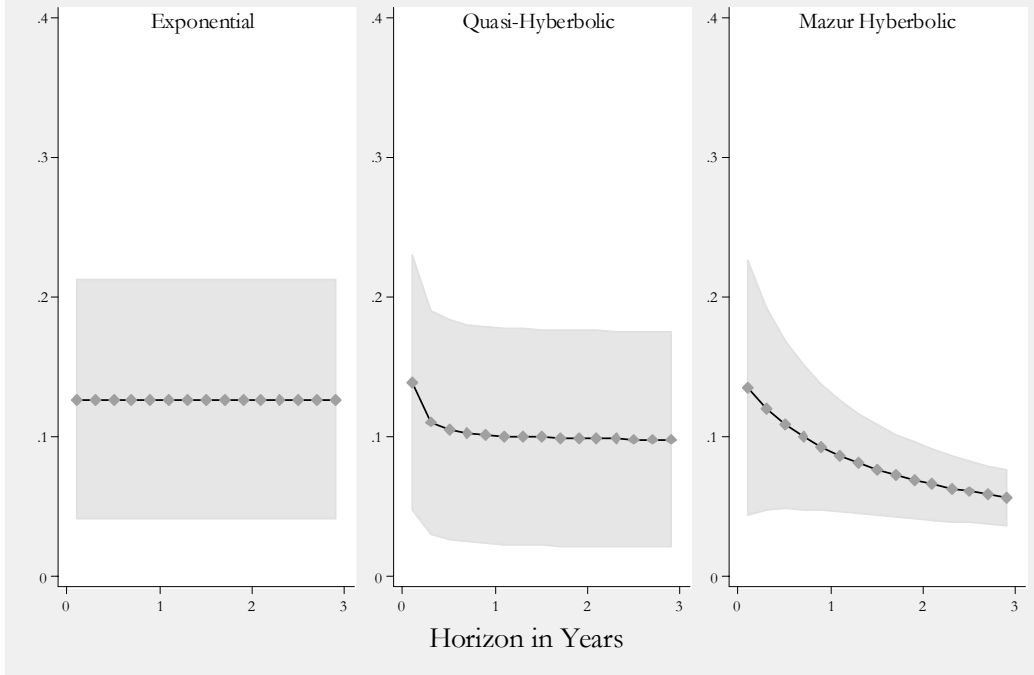 Exponential
.4
.3
.2
.1
0
0 1 2 3
Quasi-Hyberbolic
.4
.3
.2
.1
0
0 1 2 3
Mazur Hyberbolic
.4
.3
.2
.1
0
0 1 2 3
Horizon in Years